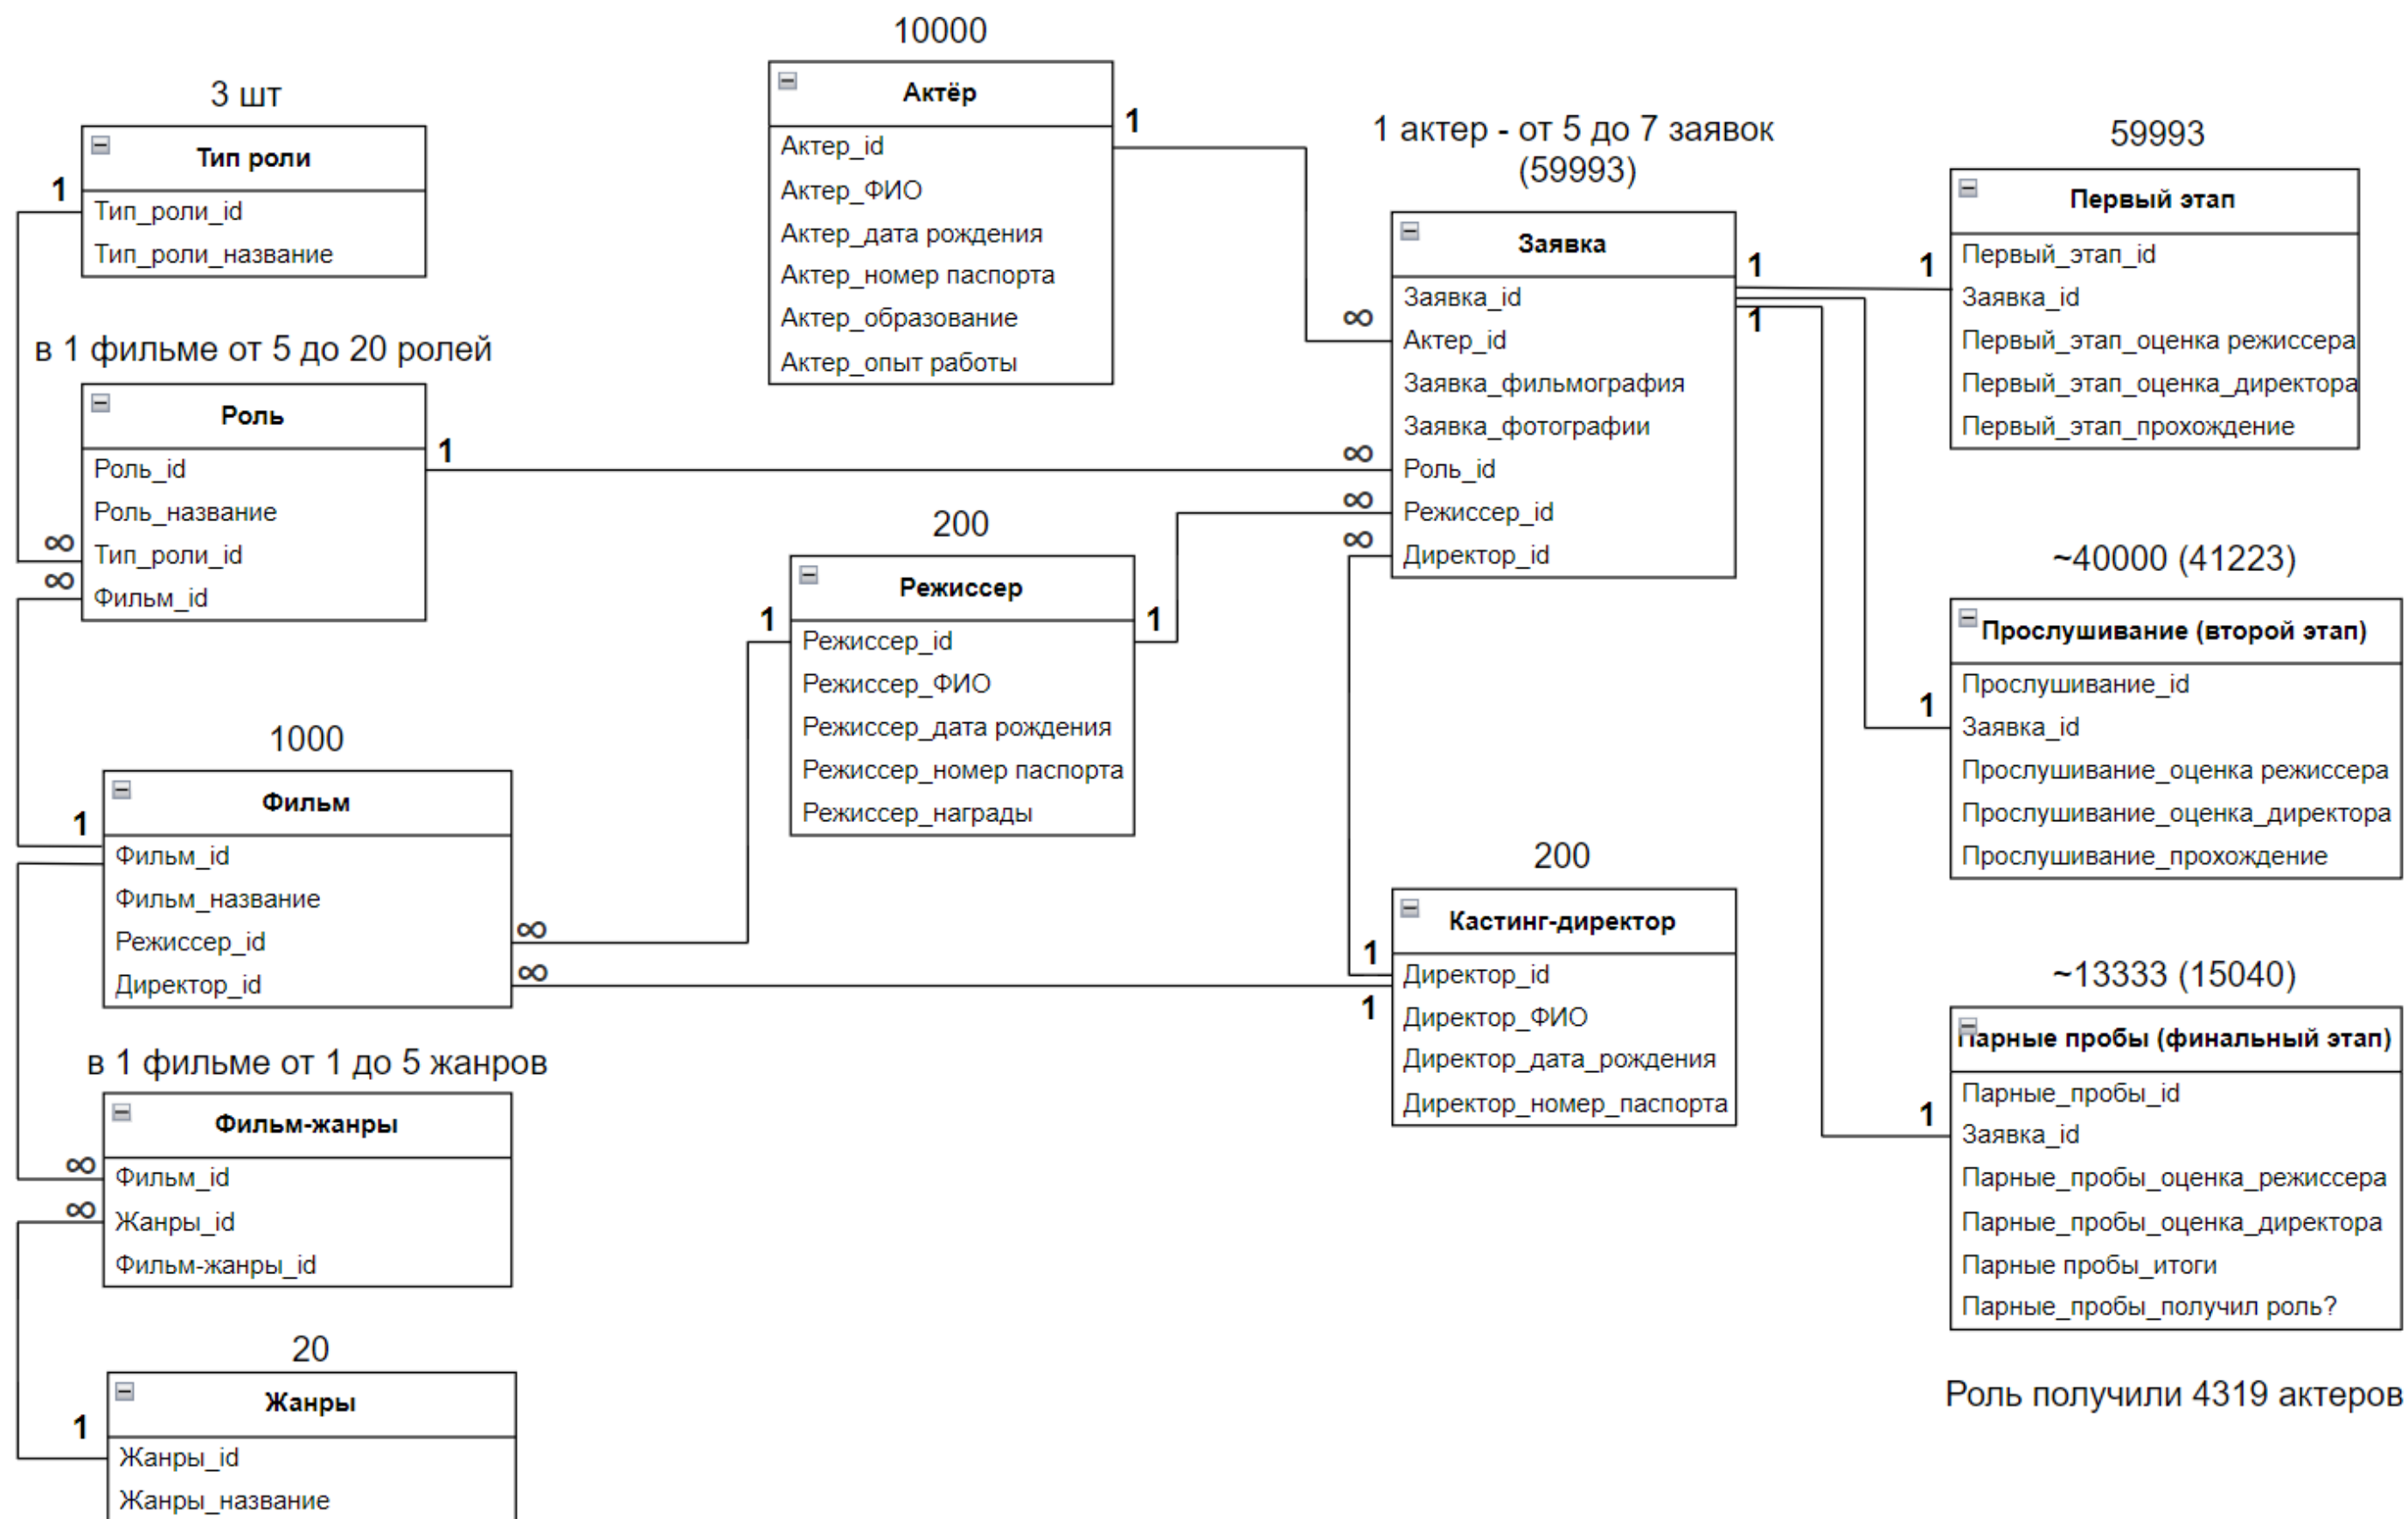 3 шт
Тип роли
1
Тип_роли_id
Тип_роли_название
в 1 фильме от 5 до 20 ролей
Роль
1
Роль_id
Роль_название
∞
Тип_роли_id
∞
Фильм_id
1000
Фильм
1
Фильм_id
Фильм_название
Режиссер_id
∞
Директор_id
∞
в 1 фильме от 1 до 5 жанров
Фильм-жанры
∞
Фильм_id
∞
Жанры_id
Фильм-жанры_id
20
Жанры
1
Жанры_id
Жанры_название
10000
Актёр
1
Актер_id
Актер_ФИО
Актер_дата рождения
Актер_номер паспорта
Актер_образование
Актер_опыт работы
200
Режиссер
1
1
Режиссер_id
Режиссер_ФИО
Режиссер_дата рождения
Режиссер_номер паспорта
Режиссер_награды
1 актер - от 5 до 7 заявок
(59993)
Заявка
1
Заявка_id
1
∞
Актер_id
Заявка_фильмография
Заявка_фотографии
∞
Роль_id
∞
Режиссер_id
∞
Директор_id
200
Кастинг-директор
1
Директор_id
1
Директор_ФИО
Директор_дата_рождения
Директор_номер_паспорта
59993
Первый этап
1
Первый_этап_id
Заявка_id
Первый_этап_оценка режиссера
Первый_этап_оценка_директора
Первый_этап_прохождение
~40000 (41223)
Прослушивание (второй этап)
Прослушивание_id
1
Заявка_id
Прослушивание_оценка режиссера
Прослушивание_оценка_директора
Прослушивание_прохождение
~13333 (15040)
Парные пробы (финальный этап)
Парные_пробы_id
1
Заявка_id
Парные_пробы_оценка_режиссера
Парные_пробы_оценка_директора
Парные пробы_итоги
Парные_пробы_получил роль?
Роль получили 4319 актеров